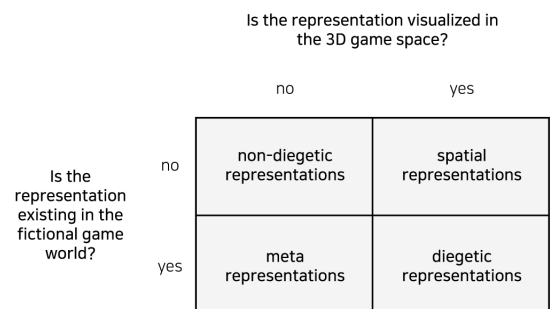 Is the representation visualized in
the 3D game space?
no
yes
no
non-diegetic
representations
spatial
representations
Is the
representation
existing in the
fictional game
world?
yes
meta
representations
diegetic
representations